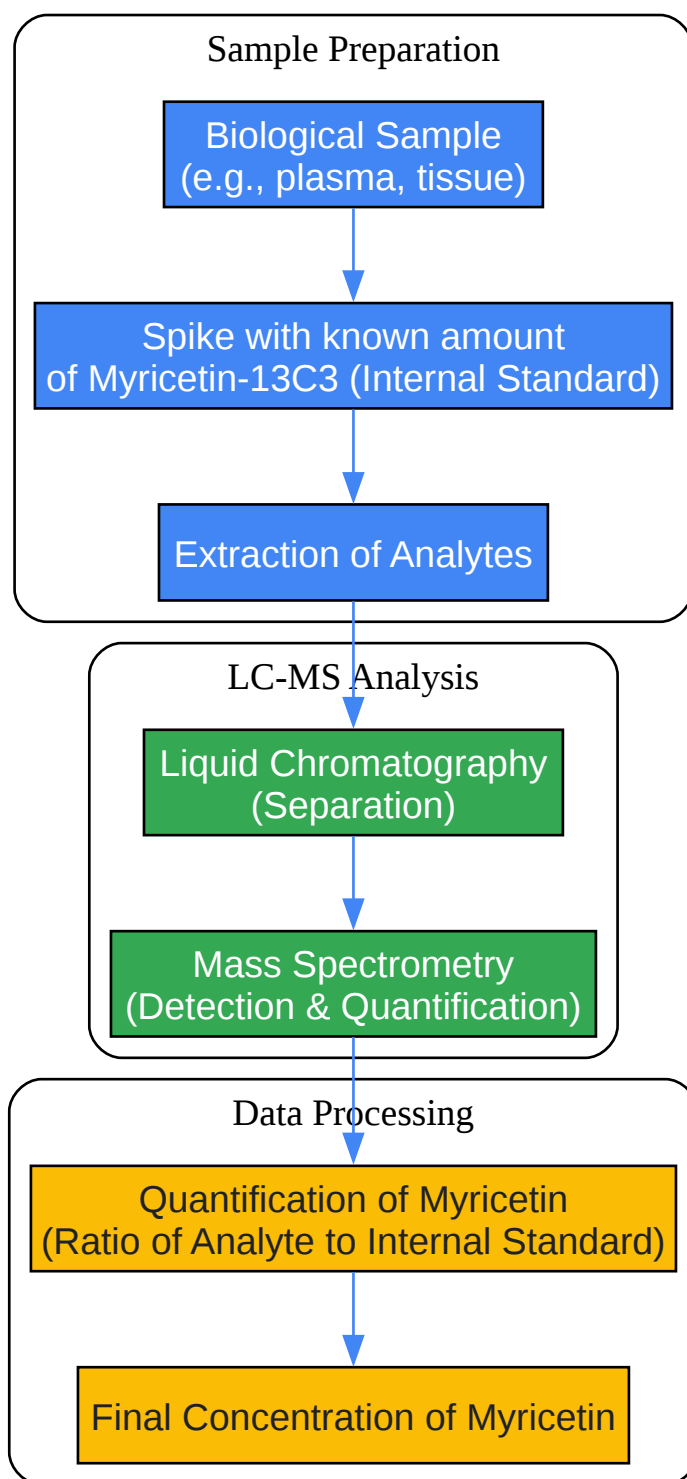 Sample Preparation
Biological Sample
(e.g., plasma, tissue)
Spike with known amount
of Myricetin-13C3 (Internal Standard)
Extraction of Analytes
LC-MS Analysis
Liquid Chromatography
(Separation)
Mass Spectrometry
(Detection & Quantification)
Data Processing
Quantification of Myricetin
(Ratio of Analyte to Internal Standard)
Final Concentration of Myricetin